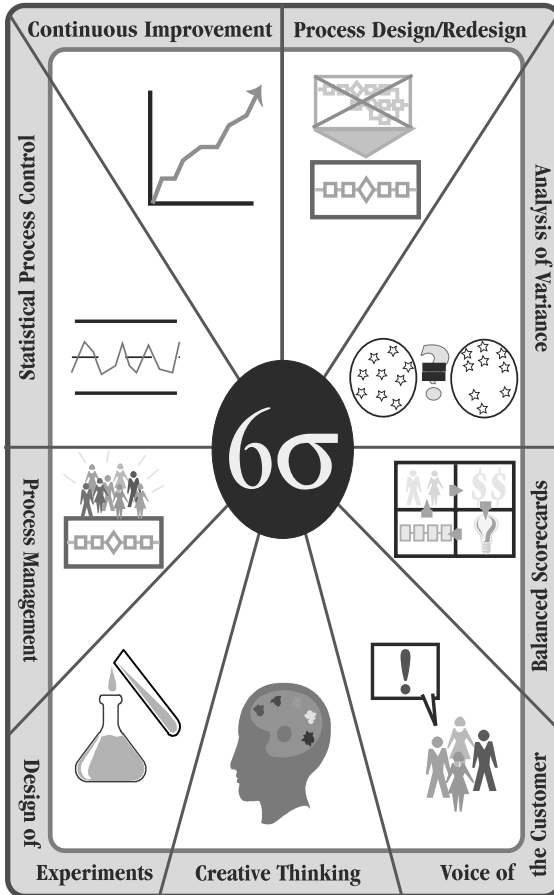 Continuous Improvement
Process Design/Redesign
Statistical Process Control
Analysis of Variance
?
6σ
$$
Process Management
Balanced Scorecards
!
Design of
Experiments
Creative Thinking
Voice of
the Customer